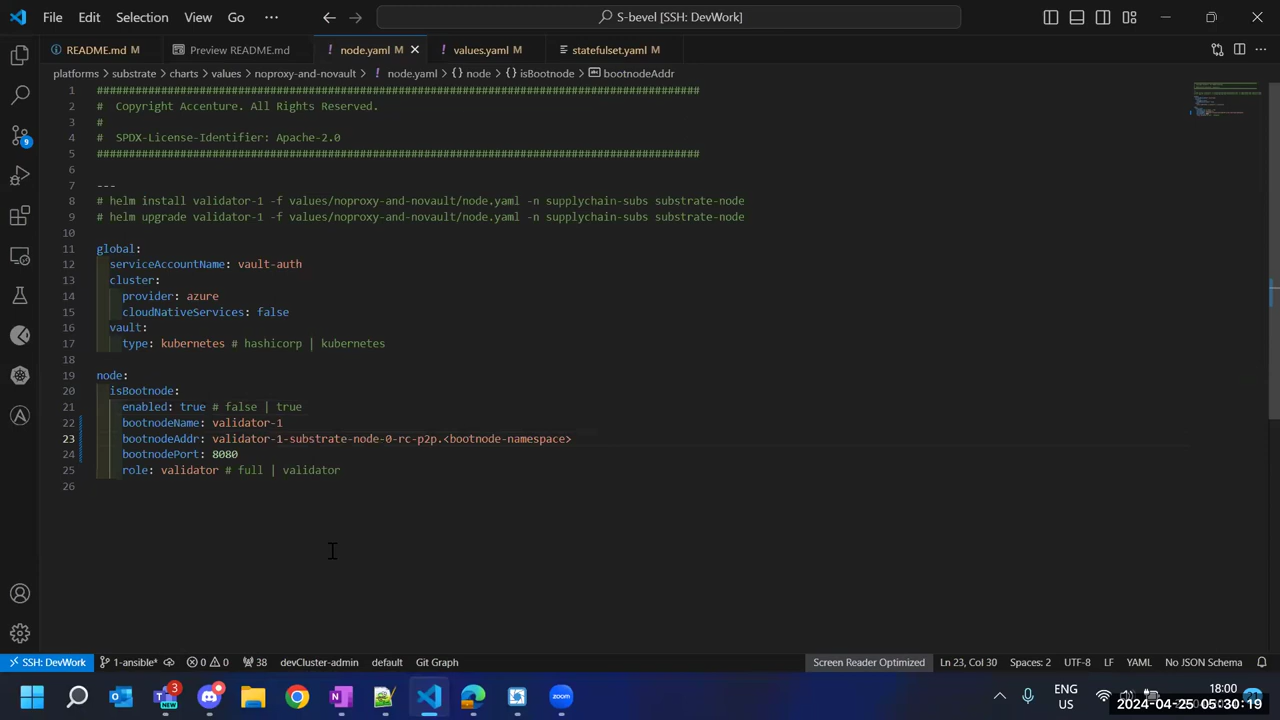 File Edit Selection View Go ··· S-bevel [SSH: DevWork]
README.md M Preview README.md node.yaml M values.yaml M statefulset.yaml M
platforms > substrate > charts > values > noproxy-and-novault > ! node.yaml > {} node > {} isBootnode > abc bootnodeAddr
1 ################################################################################################
2 # Copyright Accenture. All Rights Reserved.
3 #
4 # SPDX-License-Identifier: Apache-2.0
5 ################################################################################################
6
7 ---
8 # helm install validator-1 -f values/noproxy-and-novault/node.yaml -n supplychain-subs substrate-node
9 # helm upgrade validator-1 -f values/noproxy-and-novault/node.yaml -n supplychain-subs substrate-node
10
11 global:
12 serviceAccountName: vault-auth
13 cluster:
14 provider: azure
15 cloudNativeServices: false
16 vault:
17 type: kubernetes # hashicorp | kubernetes
18
19 node:
20 isBootnode:
21 enabled: true # false | true
22 bootnodeName: validator-1
23 bootnodeAddr: validator-1-substrate-node-0-rc-p2p.<bootnode-namespace>
24 bootnodePort: 8080
25 role: validator # full | validator
26
9
SSH: DevWork 1-ansible* 0 0 38 devCluster-admin default Git Graph Screen Reader Optimized Ln 23, Col 30 Spaces: 2 UTF-8 LF YAML No JSON Schema
3 NEW ENG US 18:00
2024-04-25 05:30:19